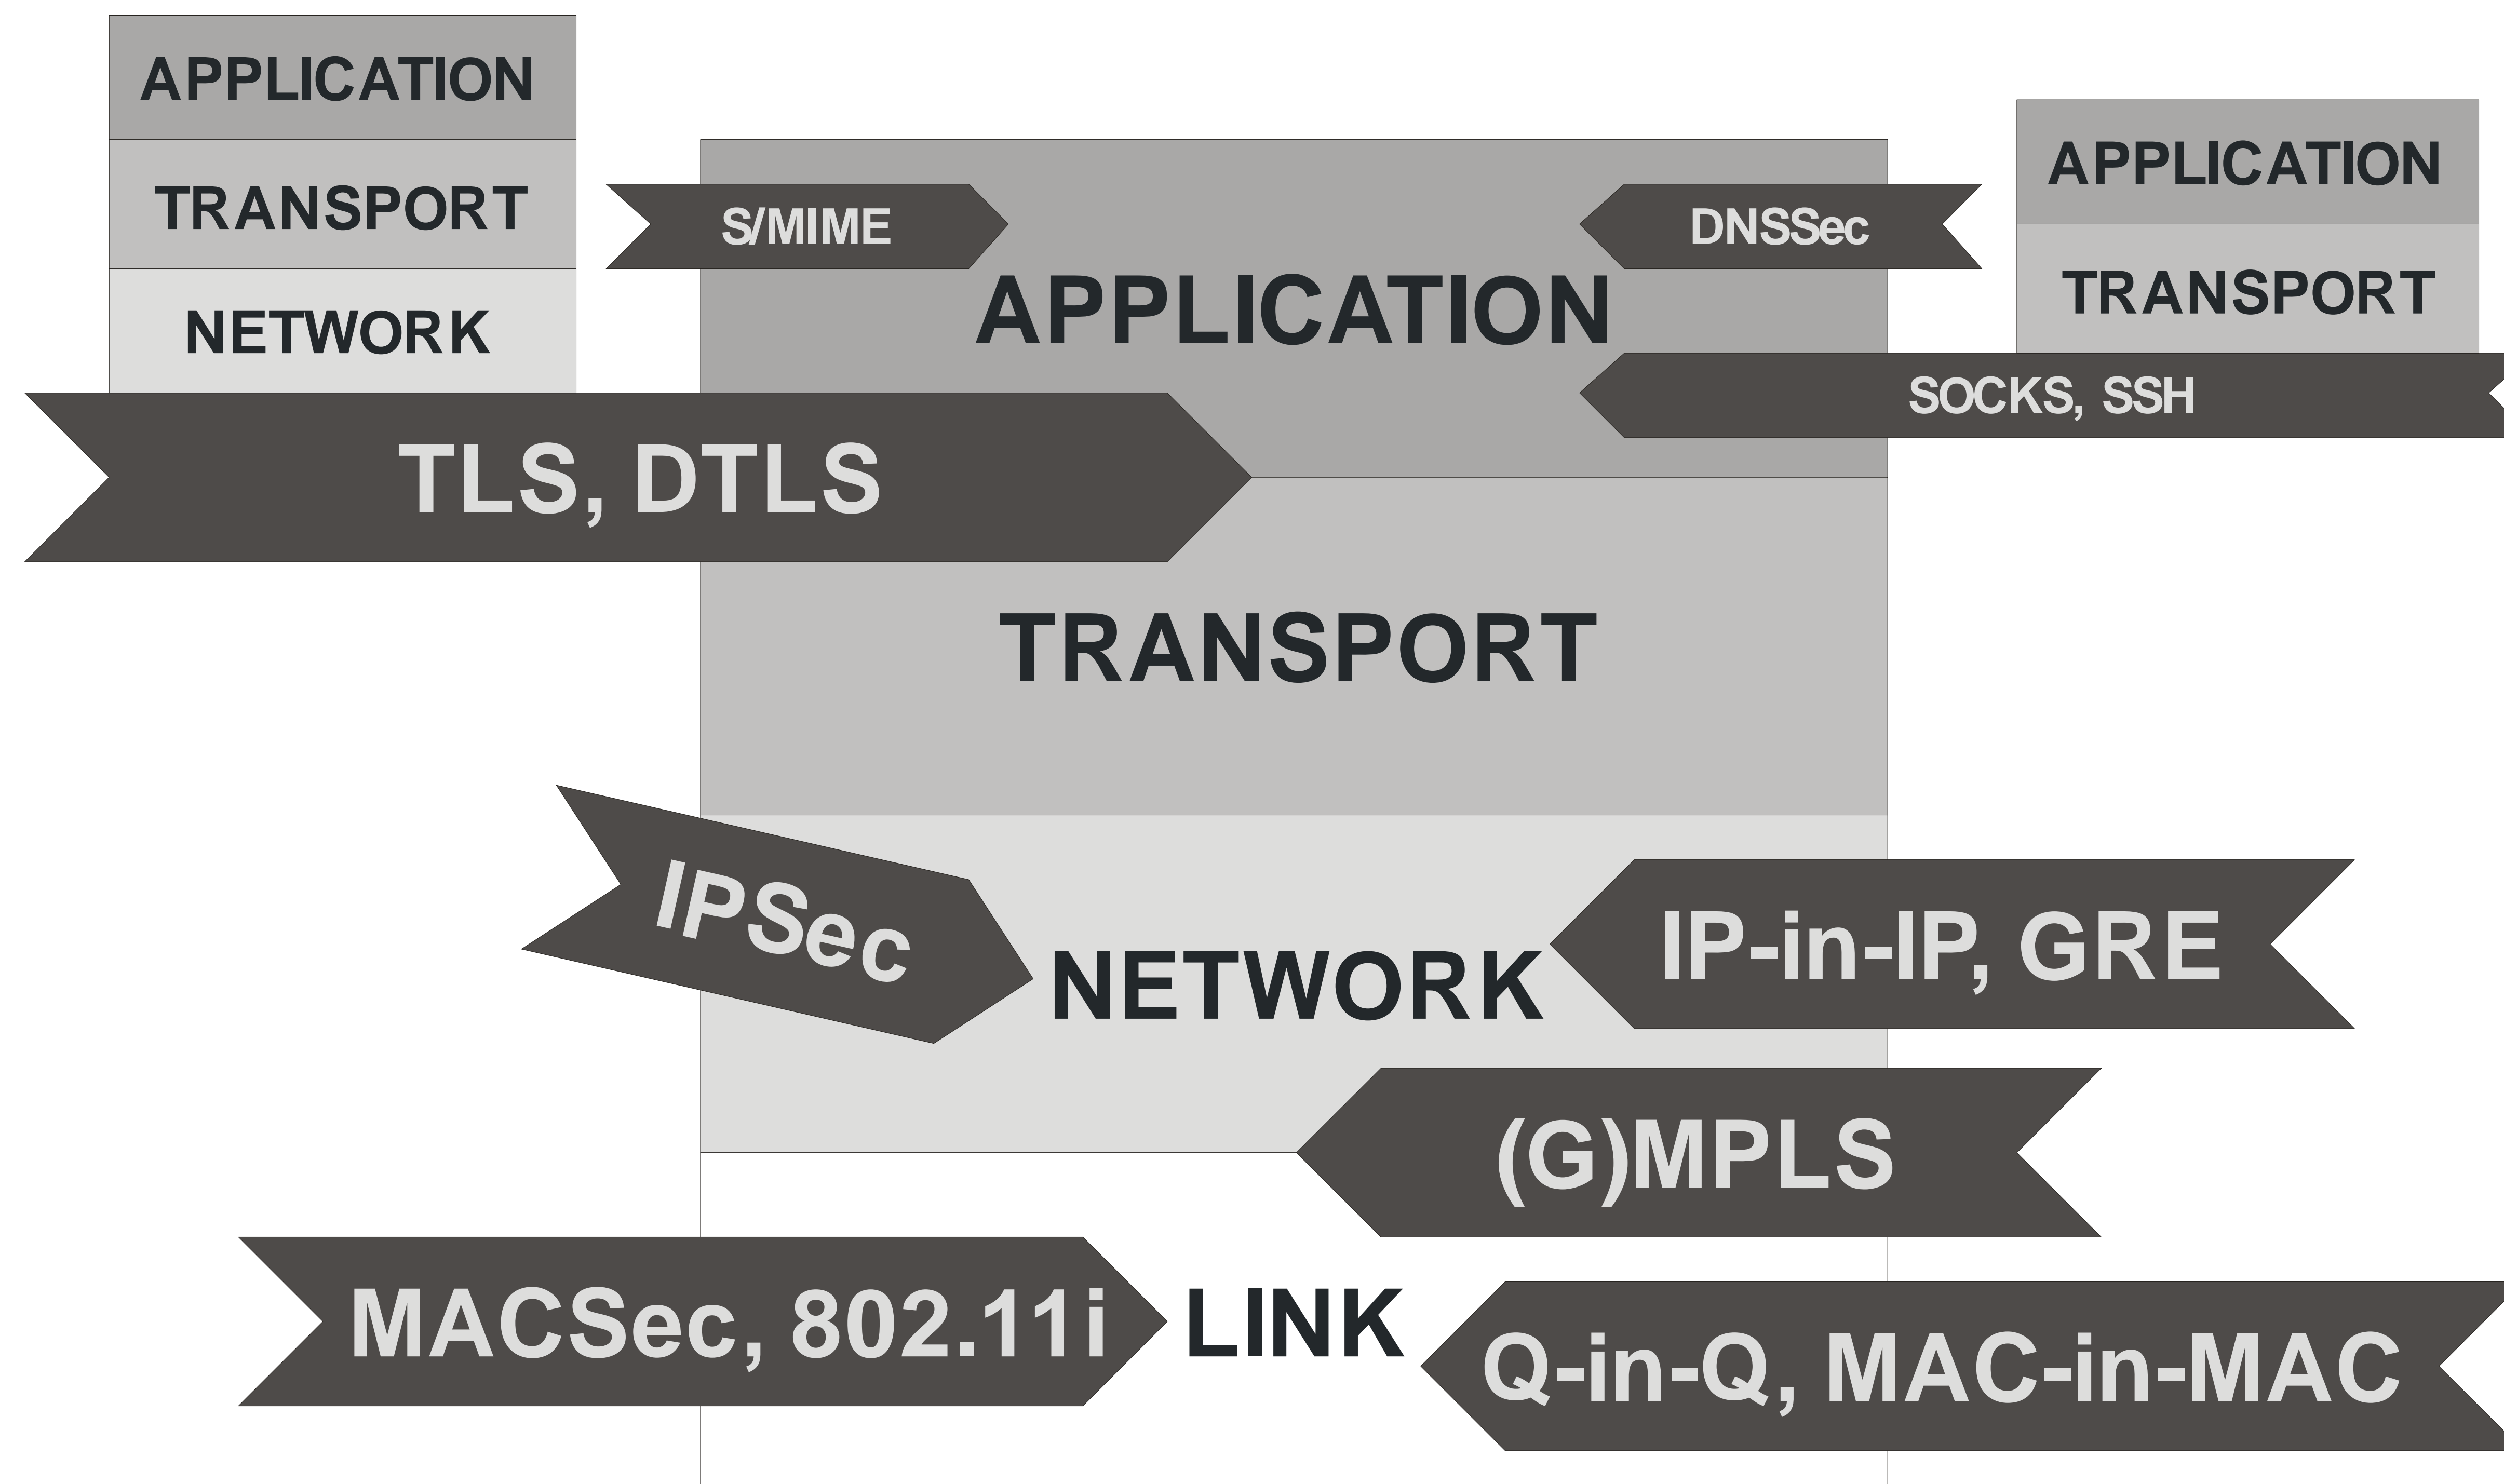 APPLICATION
TRANSPORT
NETWORK
APPLICATION
TRANSPORT
S/MIME
DNSSec
APPLICATION
SOCKS, SSH
TLS, DTLS
TRANSPORT
IPSec
NETWORK
IP-in-IP, GRE
(G)MPLS
MACSec, 802.11i
LINK
Q-in-Q, MAC-in-MAC